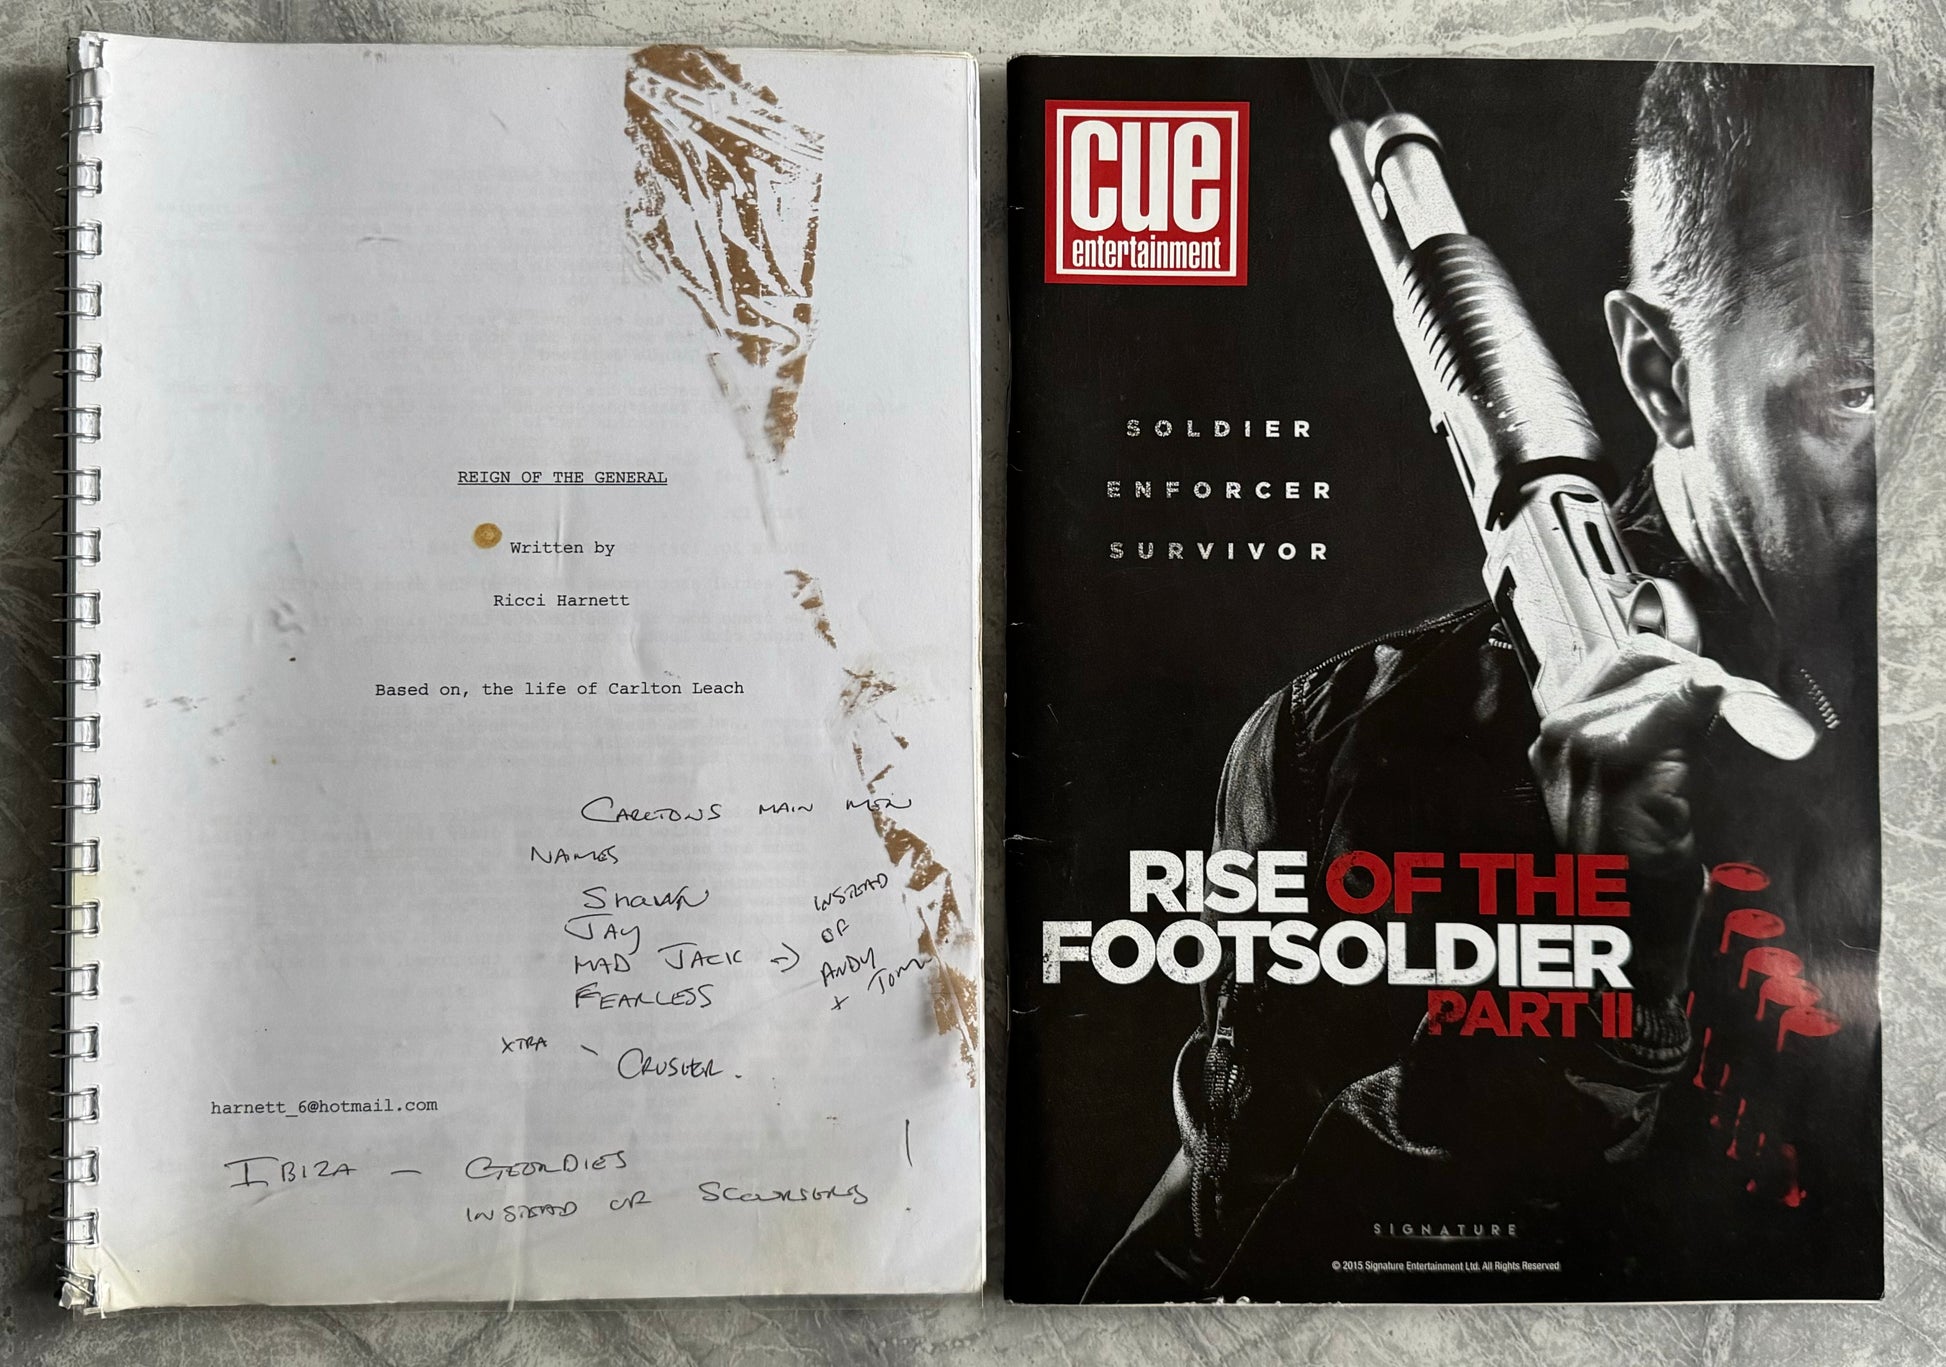 REIGN OF THE GENERAL
Written by
Ricci Harnett
Based on, the life of Carlton Leach
CARLTONS MAIN MEN
NAMES
Shawn
JAY
MAD JACK → INSTEAD OF ANDY + TONY
FEARLESS
XTRA - CRUSHER.
harnett_6@hotmail.com
IBIZA - GEORDIES
INSTEAD OF SCOUSERS
cue
entertainment
SOLDIER
ENFORCER
SURVIVOR
RISE OF THE
FOOTSOLDIER
PART II
SIGNATURE
© 2015 Signature Entertainment Ltd. All Rights Reserved